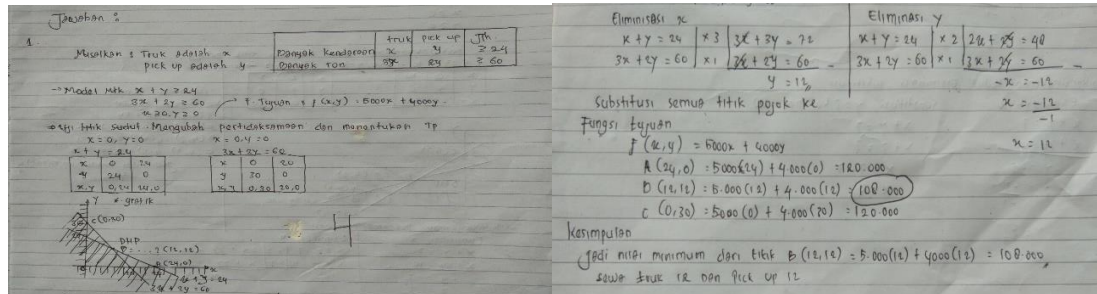 Jawaban :
1.
Misalkan : Truk adalah x
pick up adalah y
truk pick up Jlh
Banyak kendaraan x y ≥ 24
Banyak ton 3x 2y ≥ 60
→ Model Mtk x + y ≥ 24
3x + 2y ≥ 60
x ≥ 0, y ≥ 0
f. Tujuan : f (x,y) = 5000x + 4000y
Uji titik sudut Mengubah pertidaksamaan dan menentukan Tp
x = 0, y = 0
x + y = 24
x 0 24
y 24 0
x,y 0,24 24,0
x = 0, y = 0
3x + 2y = 60
x 0 20
y 30 0
x,y 0,30 20,0
* grafik
Y
C (0,30)
DHP
(12,12)
A (24,0)
x
x + y = 24
3x + 2y = 60
4
Eliminisasi x
x + y = 24 | x 3 | 3x + 3y = 72
3x + 2y = 60 | x 1 | 3x + 2y = 60 -
y = 12
Eliminasi y
x + y = 24 | x 2 | 2x + 2y = 48
3x + 2y = 60 | x 1 | 3x + 2y = 60 -
-x = -12
x = -12
-1
x = 12
Substitusi semua titik pojok ke
Fungsi tujuan
f (x,y) = 5000x + 4000y
A (24,0) = 5000(24) + 4.000(0) = 120.000
B (12,12) = 5.000 (12) + 4.000 (12) = 108.000
C (0,30) = 5000 (0) + 4.000 (30) = 120.000
Kesimpulan
Jadi nilai minimum dari titik B (12,12) = 5.000(12) + 4000 (12) = 108.000,
sewa truk 12 dan Pick up 12